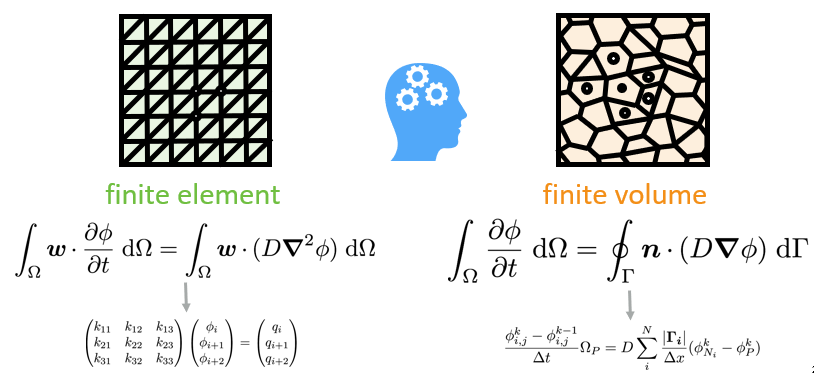 finite element
finite volume
$\int_{\Omega} \boldsymbol{w} \cdot \frac{\partial \phi}{\partial t} \, \mathrm{d}\Omega = \int_{\Omega} \boldsymbol{w} \cdot (D \boldsymbol{\nabla}^2 \phi) \, \mathrm{d}\Omega$
$\int_{\Omega} \frac{\partial \phi}{\partial t} \, \mathrm{d}\Omega = \oint_{\Gamma} \boldsymbol{n} \cdot (D \boldsymbol{\nabla} \phi) \, \mathrm{d}\Gamma$
$\begin{pmatrix} k_{11} & k_{12} & k_{13} \\ k_{21} & k_{22} & k_{23} \\ k_{31} & k_{32} & k_{33} \end{pmatrix} \begin{pmatrix} \phi_i \\ \phi_{i+1} \\ \phi_{i+2} \end{pmatrix} = \begin{pmatrix} q_i \\ q_{i+1} \\ q_{i+2} \end{pmatrix}$
$\frac{\phi_{i,j}^{k} - \phi_{i,j}^{k-1}}{\Delta t} \Omega_P = D \sum_{i}^{N} \frac{|\boldsymbol{\Gamma_i}|}{\Delta x} (\phi_{N_i}^{k} - \phi_P^{k})$